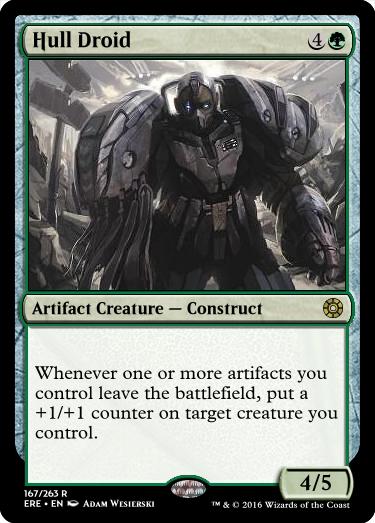 Hull Droid 4
Artifact Creature — Construct
Whenever one or more artifacts you
control leave the battlefield, put a
+1/+1 counter on target creature you
control.
4/5
167/263 R
ERE • EN Adam Wesierski
™ & © 2016 Wizards of the Coast